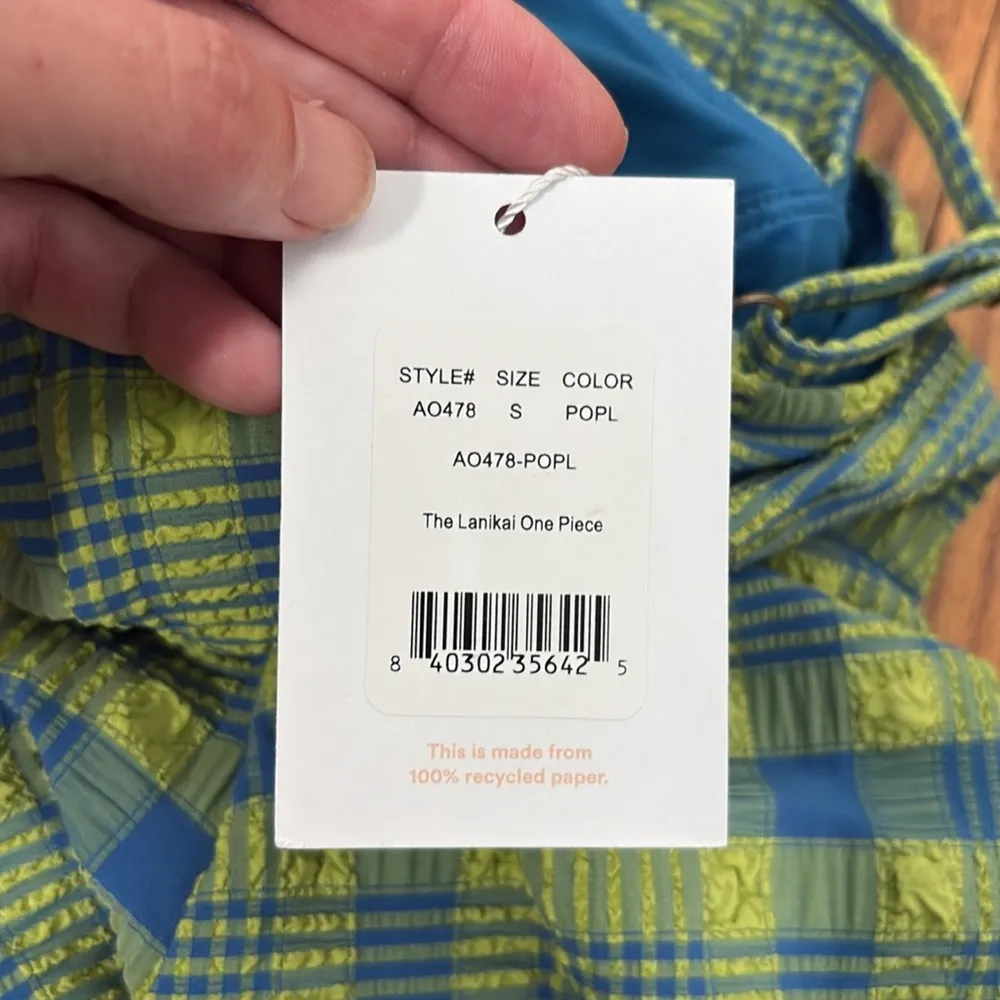 STYLE# SIZE COLOR
AO478 S POPL
AO478-POPL
The Lanikai One Piece
8 40302 35642 5
This is made from
100% recycled paper.